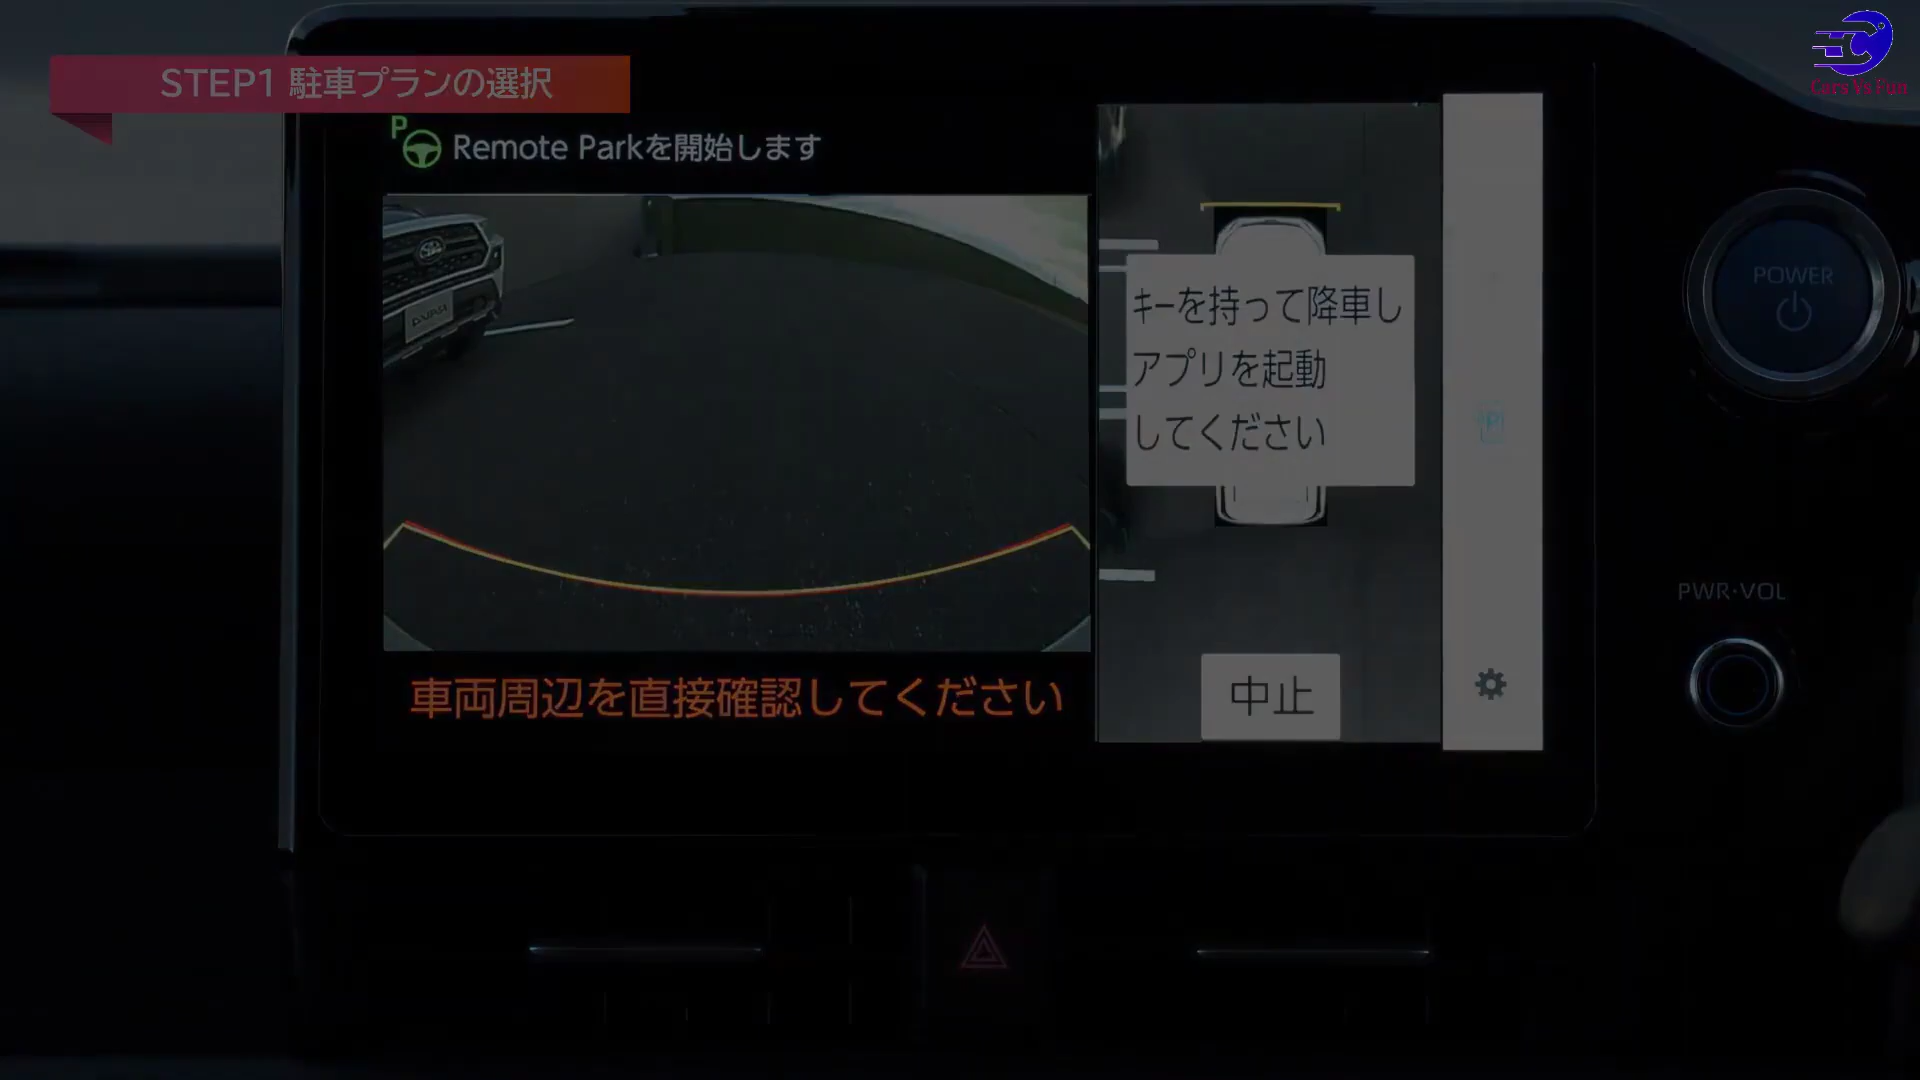 STEP1 駐車プランの選択
Cars Vs Fun
P
Remote Parkを開始します
キーを持って降車し
アプリを起動
してください
POWER
P
PWR·VOL
車両周辺を直接確認してください
中止